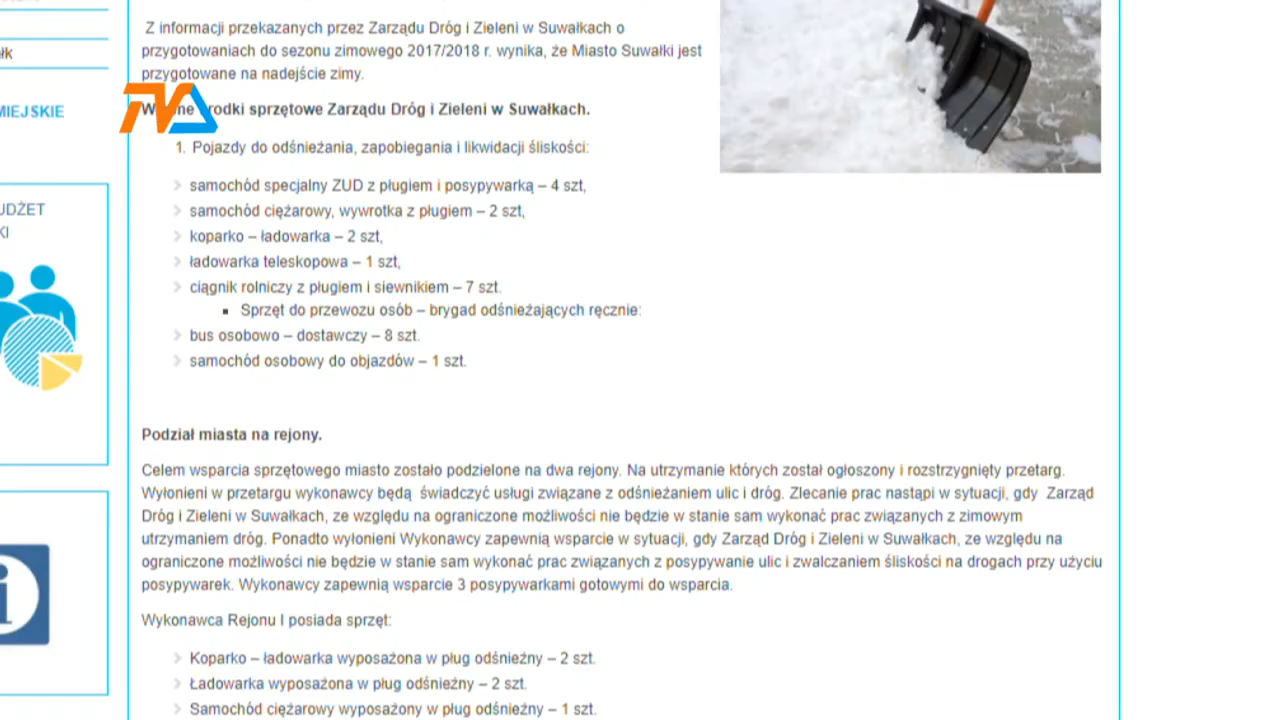 Z informacji przekazanych przez Zarządu Dróg i Zieleni w Suwałkach o
przygotowaniach do sezonu zimowego 2017/2018 r. wynika, że Miasto Suwałki jest
przygotowane na nadejście zimy.
rodki sprzętowe Zarządu Dróg i Zieleni w Suwałkach.
1. Pojazdy do odśnieżania, zapobiegania i likwidacji śliskości:
samochód specjalny ZUD z pługiem i posypywarką – 4 szt,
samochód ciężarowy, wywrotka z pługiem – 2 szt,
koparko – ładowarka – 2 szt,
ładowarka teleskopowa – 1 szt,
ciągnik rolniczy z pługiem i siewnikiem – 7 szt.
Sprzęt do przewozu osób – brygad odśnieżających ręcznie:
bus osobowo – dostawczy – 8 szt.
samochód osobowy do objazdów – 1 szt.
Podział miasta na rejony.
Celem wsparcia sprzętowego miasto zostało podzielone na dwa rejony. Na utrzymanie których został ogłoszony i rozstrzygnięty przetarg.
Wyłonieni w przetargu wykonawcy będą świadczyć usługi związane z odśnieżaniem ulic i dróg. Zlecanie prac nastąpi w sytuacji, gdy Zarząd
Dróg i Zieleni w Suwałkach, ze względu na ograniczone możliwości nie będzie w stanie sam wykonać prac związanych z zimowym
utrzymaniem dróg. Ponadto wyłonieni Wykonawcy zapewnią wsparcie w sytuacji, gdy Zarząd Dróg i Zieleni w Suwałkach, ze względu na
ograniczone możliwości nie będzie w stanie sam wykonać prac związanych z posypywanie ulic i zwalczaniem śliskości na drogach przy użyciu
posypywarek. Wykonawcy zapewnią wsparcie 3 posypywarkami gotowymi do wsparcia.
Wykonawca Rejonu I posiada sprzęt:
Koparko – ładowarka wyposażona w pług odśnieżny – 2 szt.
Ładowarka wyposażona w pług odśnieżny – 2 szt.
Samochód ciężarowy wyposażony w pług odśnieżny – 1 szt.
MIEJSKIE
UDŻET
KI
i